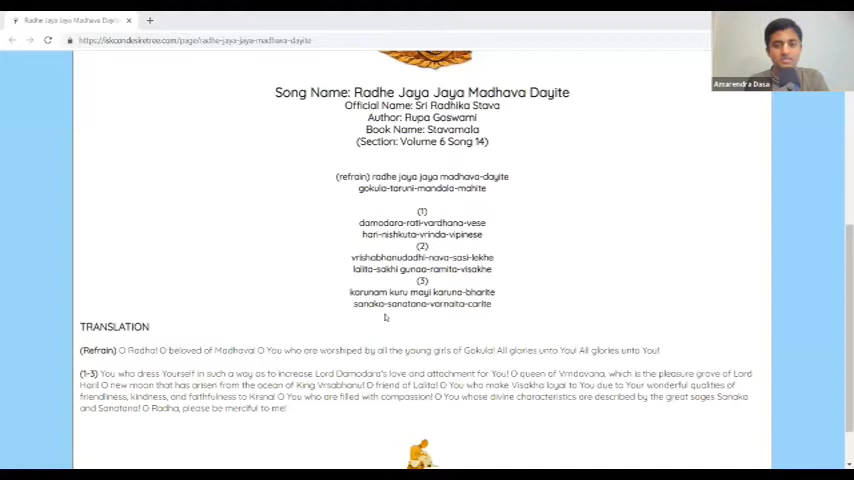 Radhe Jaya Jaya Madhava Dayite
https://iskcondesiretree.com/page/radhe-jaya-jaya-madhava-dayite
Amarendra Dasa
Song Name: Radhe Jaya Jaya Madhava Dayite
Official Name: Sri Radhika Stava
Author: Rupa Goswami
Book Name: Stavamala
(Section: Volume 6 Song 14)
(refrain) radhe jaya jaya madhava-dayite
gokula-taruni-mandala-mahite
(1)
damodara-rati-vardhana-vese
hari-nishkuta-vrinda-vipinese
(2)
vrishabhanudadhi-nava-sasi-lekhe
lalita-sakhi gunaa-ramita-visakhe
(3)
karunam kuru mayi karuna-bharite
sanaka-sanatana-varnaita-carite
TRANSLATION
(Refrain) O Radha! O beloved of Madhava! O You who are worshiped by all the young girls of Gokula! All glories unto You! All glories unto You!
(1-3) You who dress Yourself in such a way as to increase Lord Damodara's love and attachment for You! O queen of Vrndavana, which is the pleasure grove of Lord
Hari! O new moon that has arisen from the ocean of King Vrsabhanu! O friend of Lalita! O You who make Visakha loyal to You due to Your wonderful qualities of
friendliness, kindness, and faithfulness to Krsna! O You who are filled with compassion! O You whose divine characteristics are described by the great sages Sanaka
and Sanatana! O Radha, please be merciful to me!